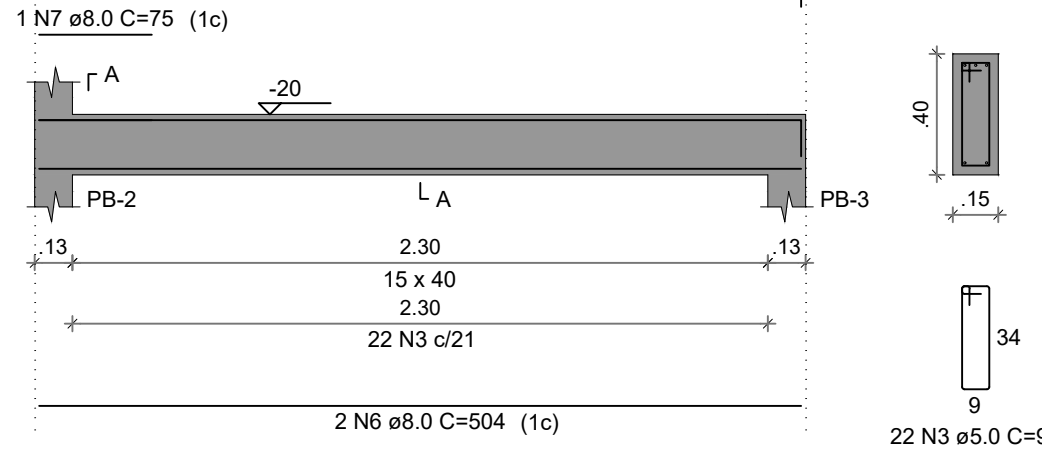 1 N7 ø8.0 C=75 (1c)
A
-20
.40
PB-2
A
PB-3
.15
.13
2.30
.13
15 x 40
2.30
22 N3 c/21
34
9
2 N6 ø8.0 C=504 (1c)
22 N3 ø5.0 C=9